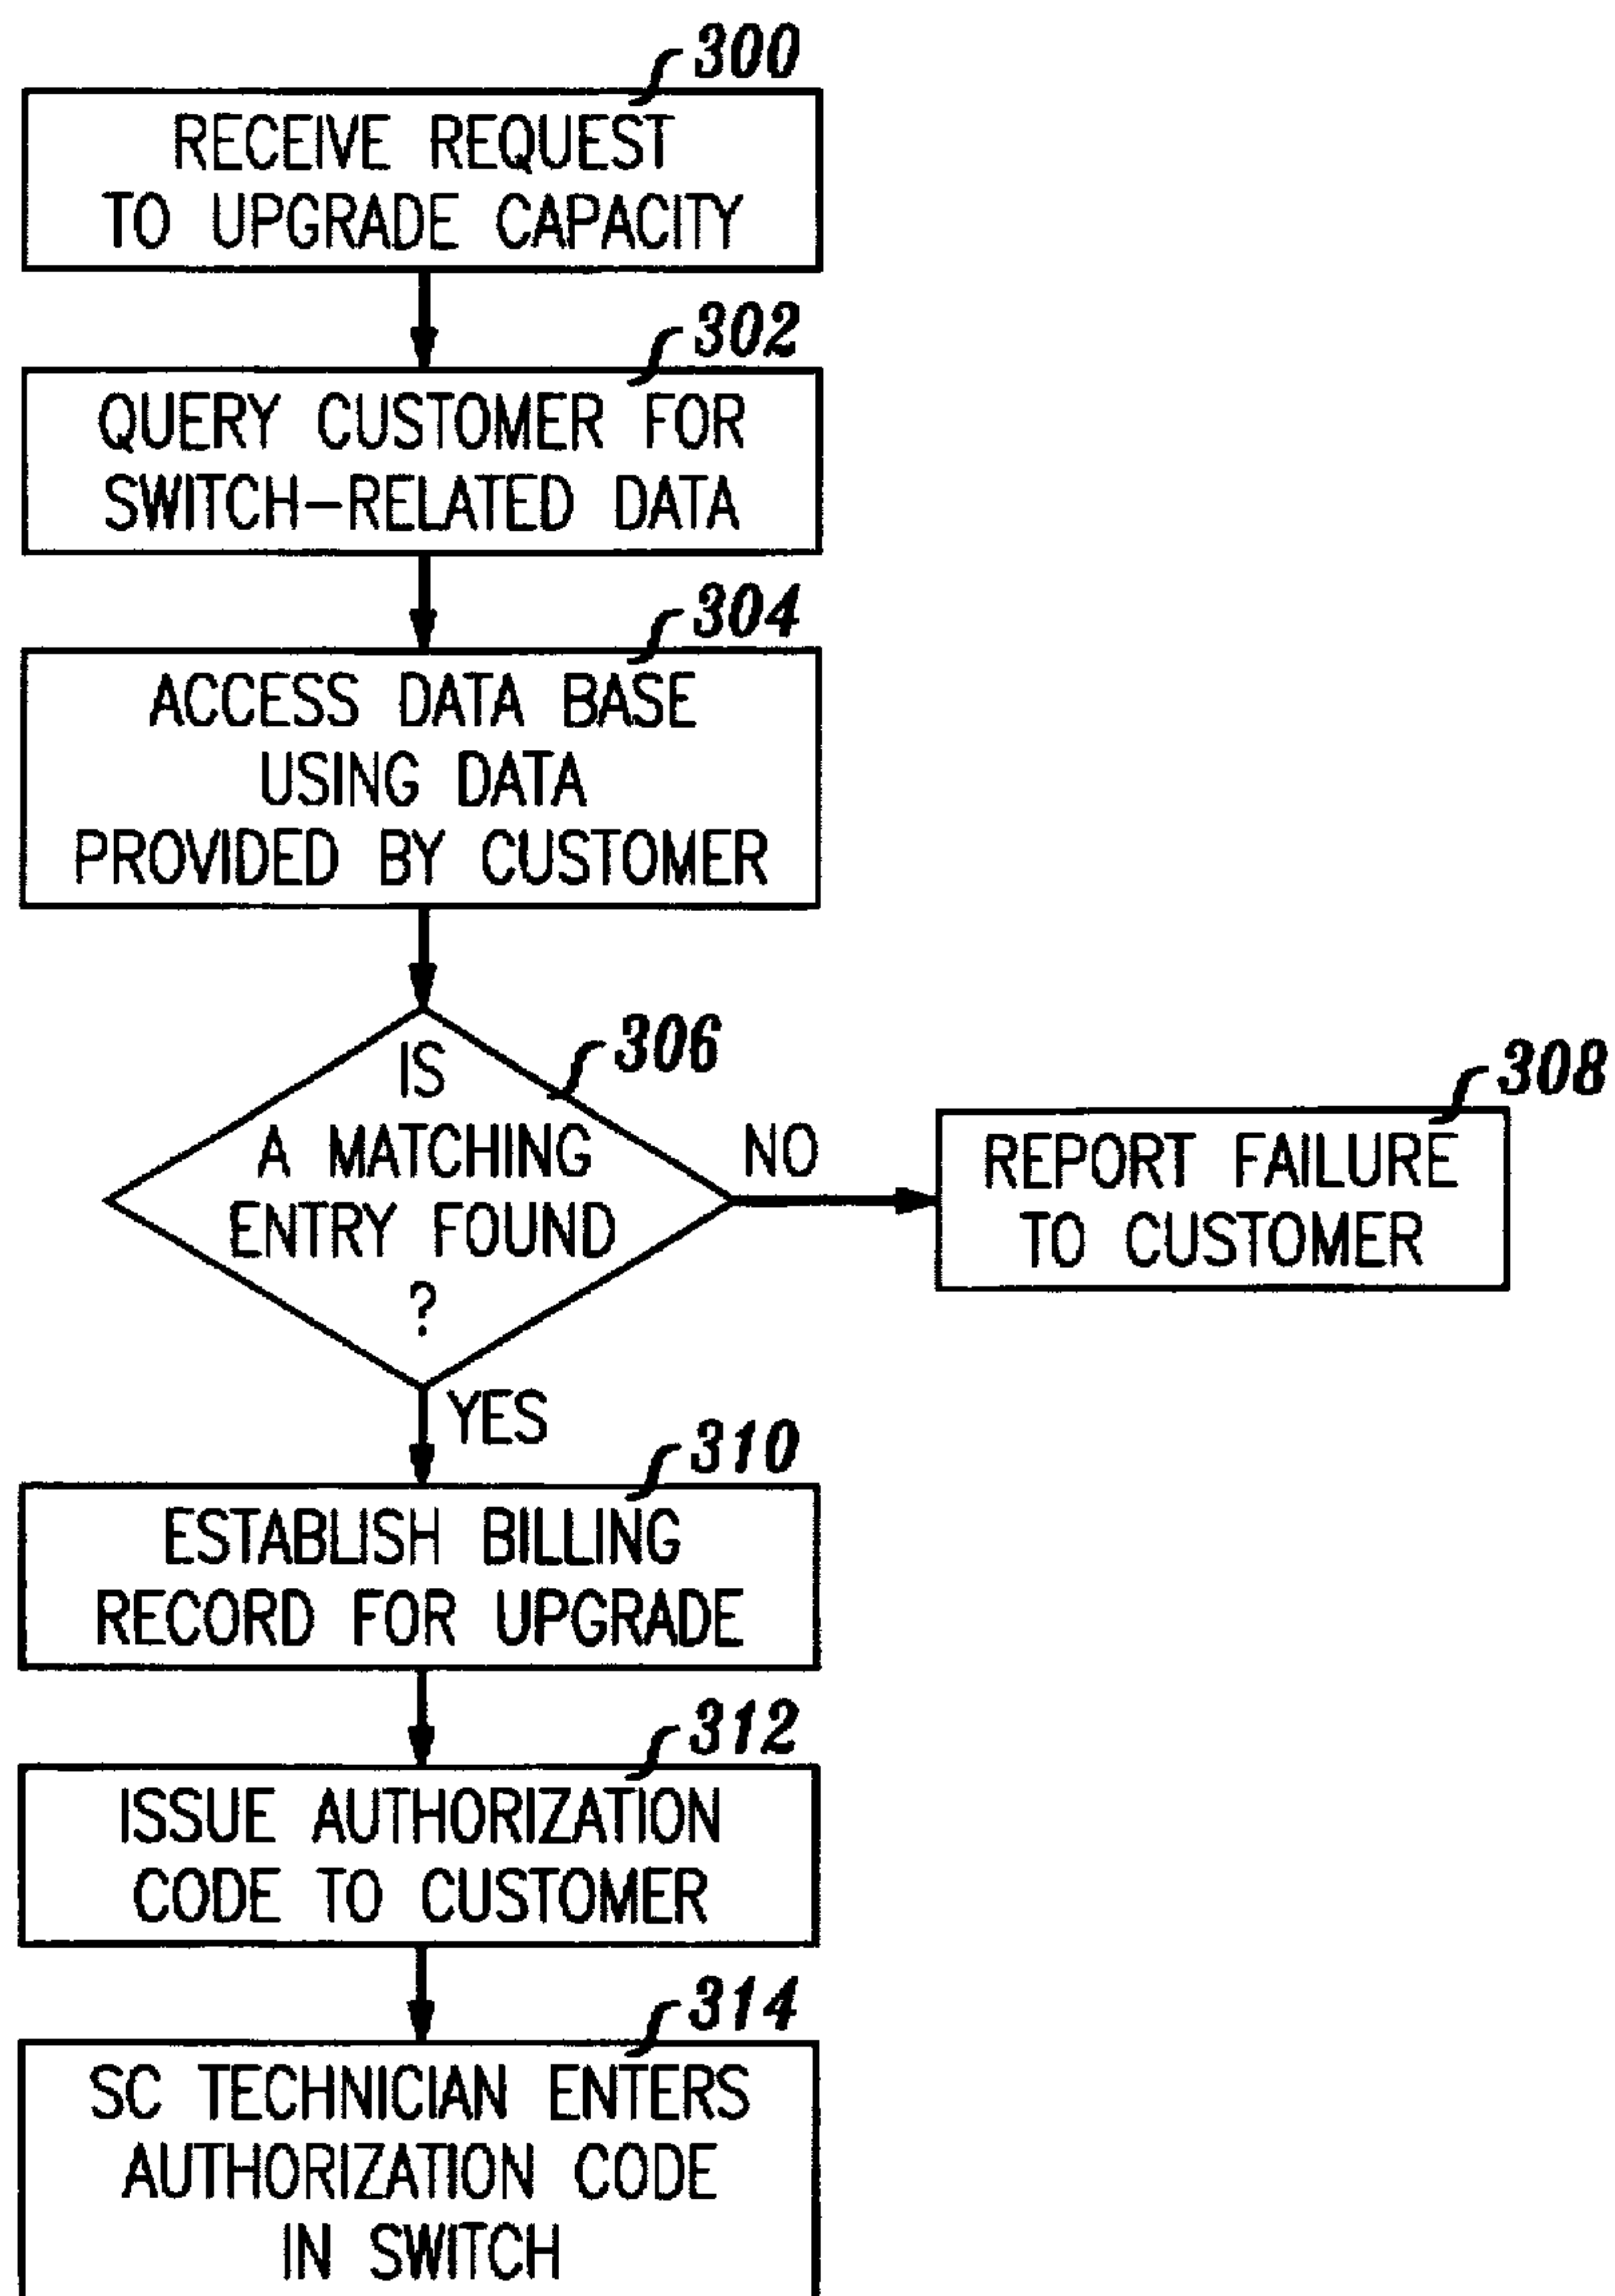 300
RECEIVE REQUEST
TO UPGRADE CAPACITY
302
QUERY CUSTOMER FOR
SWITCH-RELATED DATA
304
ACCESS DATA BASE
USING DATA
PROVIDED BY CUSTOMER
306
IS
A MATCHING
ENTRY FOUND
?
NO
308
REPORT FAILURE
TO CUSTOMER
YES
310
ESTABLISH BILLING
RECORD FOR UPGRADE
312
ISSUE AUTHORIZATION
CODE TO CUSTOMER
314
SC TECHNICIAN ENTERS
AUTHORIZATION CODE
IN SWITCH